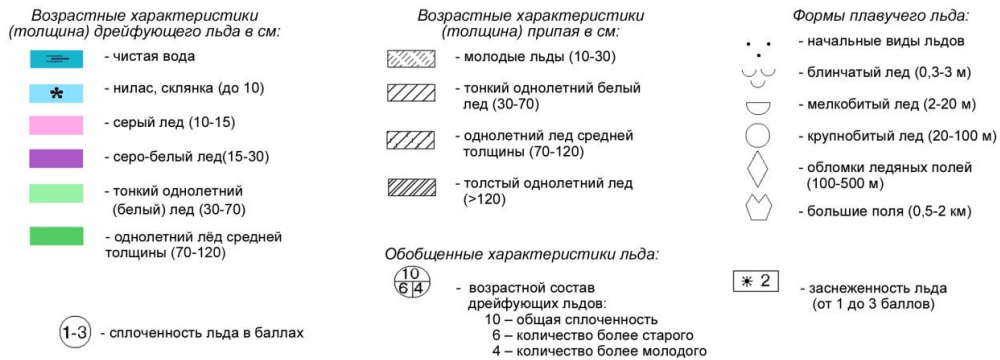 Возрастные характеристики
(толщина) дрейфующего льда в см:
- чистая вода
- нилас, склянка (до 10)
- серый лед (10-15)
- серо-белый лед(15-30)
- тонкий однолетний
(белый) лед (30-70)
- однолетний лёд средней
толщины (70-120)
1-3 - сплоченность льда в баллах
Возрастные характеристики
(толщина) припая в см:
- молодые льды (10-30)
- тонкий однолетний белый
лед (30-70)
- однолетний лед средней
толщины (70-120)
- толстый однолетний лед
(>120)
Обобщенные характеристики льда:
10
6 4
- возрастной состав
дрейфующих льдов:
10 – общая сплоченность
6 – количество более старого
4 – количество более молодого
Формы плавучего льда:
- начальные виды льдов
- блинчатый лед (0,3-3 м)
- мелкобитый лед (2-20 м)
- крупнобитый лед (20-100 м)
- обломки ледяных полей
(100-500 м)
- большие поля (0,5-2 км)
2 - заснеженность льда
(от 1 до 3 баллов)